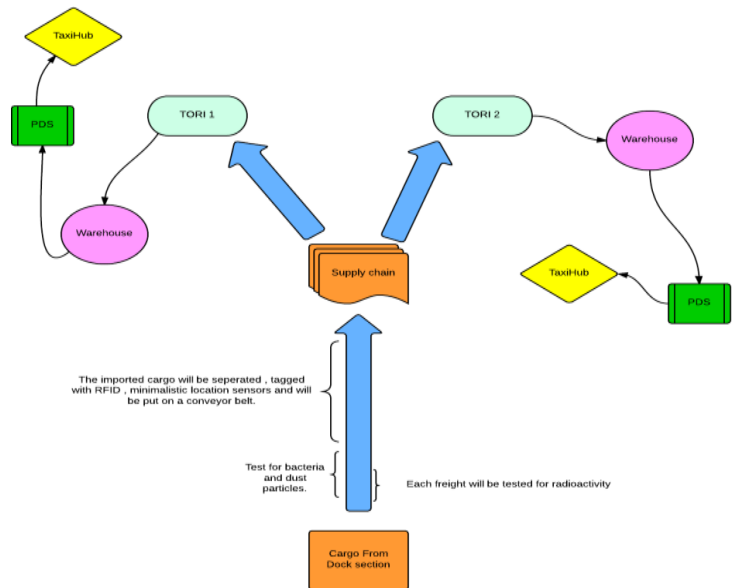 TaxiHub
PDS
TORI 1
TORI 2
Warehouse
Warehouse
Supply chain
TaxiHub
PDS
The imported cargo will be seperated , tagged
with RFID , minimalistic location sensors and will
be put on a conveyor belt.
Test for bacteria
and dust
particles.
Each freight will be tested for radioactivity
Cargo From
Dock section